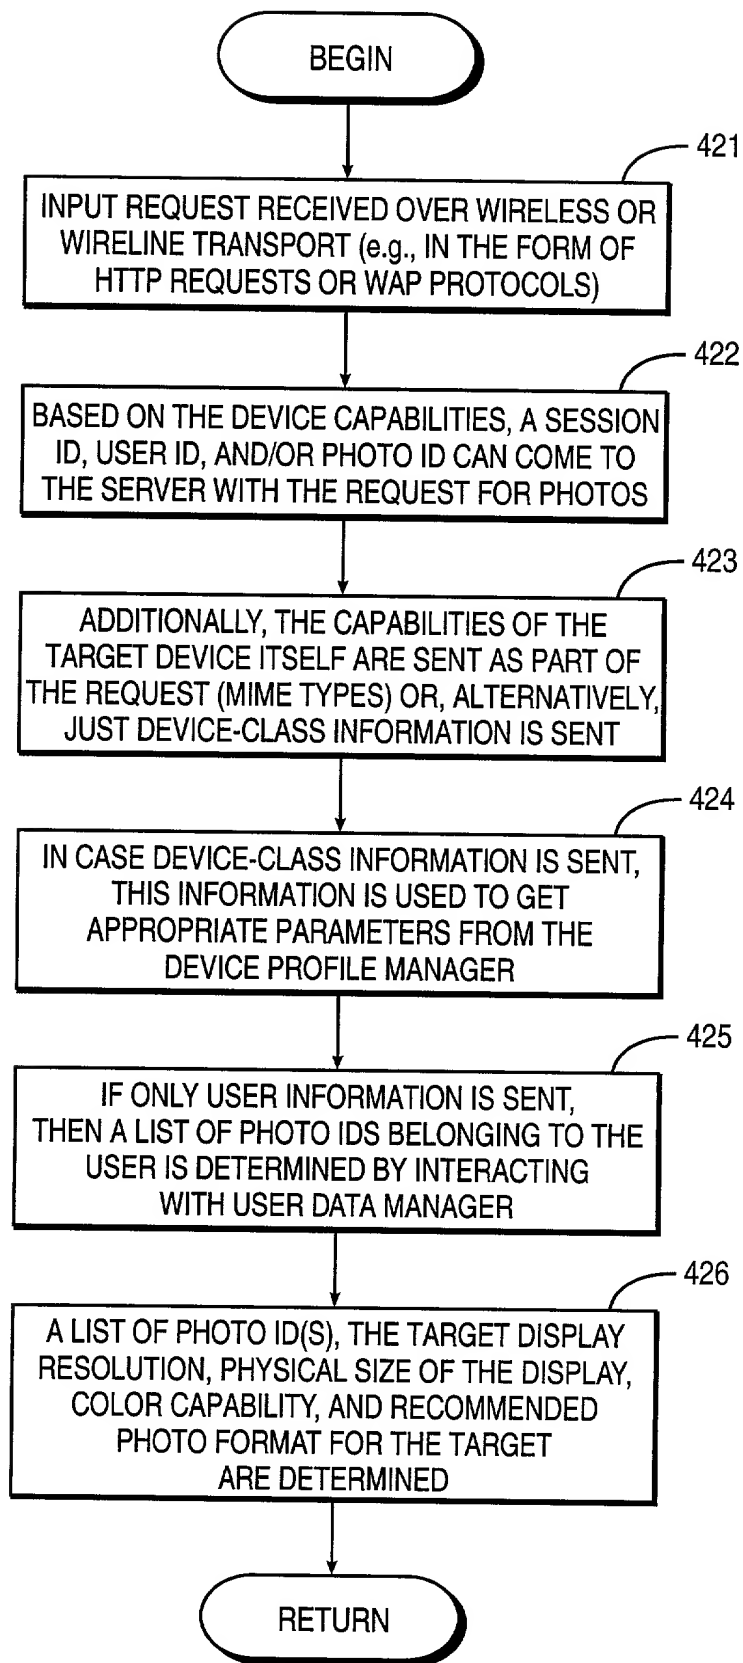 BEGIN
421
INPUT REQUEST RECEIVED OVER WIRELESS OR
WIRELINE TRANSPORT (e.g., IN THE FORM OF
HTTP REQUESTS OR WAP PROTOCOLS)
422
BASED ON THE DEVICE CAPABILITIES, A SESSION
ID, USER ID, AND/OR PHOTO ID CAN COME TO
THE SERVER WITH THE REQUEST FOR PHOTOS
423
ADDITIONALLY, THE CAPABILITIES OF THE
TARGET DEVICE ITSELF ARE SENT AS PART OF
THE REQUEST (MIME TYPES) OR, ALTERNATIVELY,
JUST DEVICE-CLASS INFORMATION IS SENT
424
IN CASE DEVICE-CLASS INFORMATION IS SENT,
THIS INFORMATION IS USED TO GET
APPROPRIATE PARAMETERS FROM THE
DEVICE PROFILE MANAGER
425
IF ONLY USER INFORMATION IS SENT,
THEN A LIST OF PHOTO IDS BELONGING TO THE
USER IS DETERMINED BY INTERACTING
WITH USER DATA MANAGER
426
A LIST OF PHOTO ID(S), THE TARGET DISPLAY
RESOLUTION, PHYSICAL SIZE OF THE DISPLAY,
COLOR CAPABILITY, AND RECOMMENDED
PHOTO FORMAT FOR THE TARGET
ARE DETERMINED
RETURN